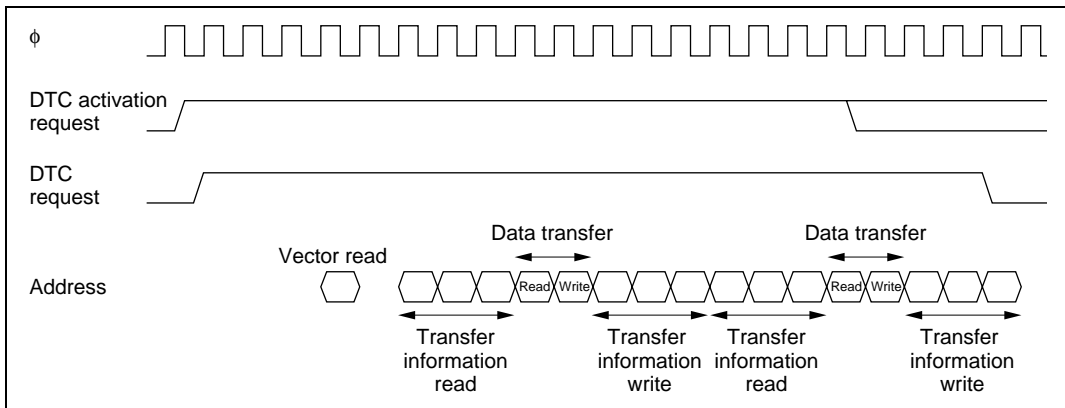 ϕ
DTC activation
request
DTC
request
Data transfer
Data transfer
Vector read
Address
Read
Write
Read
Write
Transfer
information
read
Transfer
information
write
Transfer
information
read
Transfer
information
write